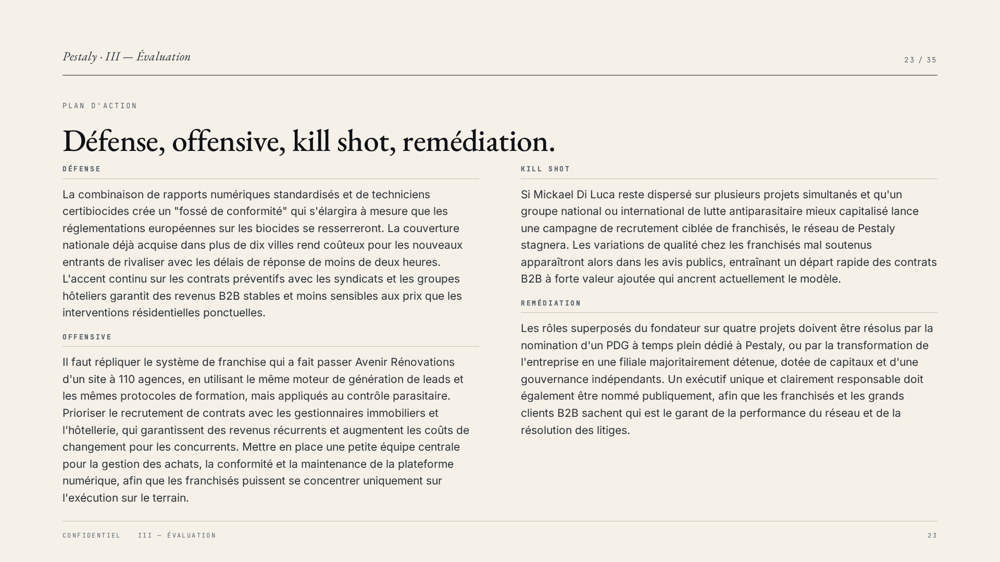 Pestaly · III — Évaluation
23 / 35
PLAN D'ACTION
Défense, offensive, kill shot, remédiation.
DÉFENSE
La combinaison de rapports numériques standardisés et de techniciens
certibiocides crée un "fossé de conformité" qui s'élargira à mesure que les
réglementations européennes sur les biocides se resserreront. La couverture
nationale déjà acquise dans plus de dix villes rend coûteux pour les nouveaux
entrants de rivaliser avec les délais de réponse de moins de deux heures.
L'accent continu sur les contrats préventifs avec les syndicats et les groupes
hôteliers garantit des revenus B2B stables et moins sensibles aux prix que les
interventions résidentielles ponctuelles.
OFFENSIVE
Il faut répliquer le système de franchise qui a fait passer Avenir Rénovations
d'un site à 110 agences, en utilisant le même moteur de génération de leads et
les mêmes protocoles de formation, mais appliqués au contrôle parasitaire.
Prioriser le recrutement de contrats avec les gestionnaires immobiliers et
l'hôtellerie, qui garantissent des revenus récurrents et augmentent les coûts de
changement pour les concurrents. Mettre en place une petite équipe centrale
pour la gestion des achats, la conformité et la maintenance de la plateforme
numérique, afin que les franchisés puissent se concentrer uniquement sur
l'exécution sur le terrain.
KILL SHOT
Si Mickael Di Luca reste dispersé sur plusieurs projets simultanés et qu'un
groupe national ou international de lutte antiparasitaire mieux capitalisé lance
une campagne de recrutement ciblée de franchisés, le réseau de Pestaly
stagnera. Les variations de qualité chez les franchisés mal soutenus
apparaîtront alors dans les avis publics, entraînant un départ rapide des contrats
B2B à forte valeur ajoutée qui ancrent actuellement le modèle.
REMÉDIATION
Les rôles superposés du fondateur sur quatre projets doivent être résolus par la
nomination d'un PDG à temps plein dédié à Pestaly, ou par la transformation de
l'entreprise en une filiale majoritairement détenue, dotée de capitaux et d'une
gouvernance indépendants. Un exécutif unique et clairement responsable doit
également être nommé publiquement, afin que les franchisés et les grands
clients B2B sachent qui est le garant de la performance du réseau et de la
résolution des litiges.
CONFIDENTIEL III — ÉVALUATION
23